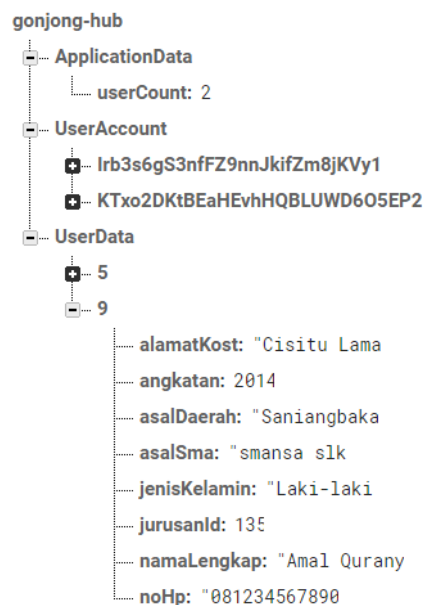 gonjong-hub
ApplicationData
userCount: 2
UserAccount
Irb3s6gS3nfFZ9nnJkifZm8jKVy1
KTxo2DKtBEaHEvhHQBLUWD6O5EP2
UserData
5
9
alamatKost: "Cisitu Lama
angkatan: 2014
asalDaerah: "Saniangbaka
asalSma: "smansa slk
jenisKelamin: "Laki-laki
jurusanId: 135
namaLengkap: "Amal Qurany
noHp: "081234567890